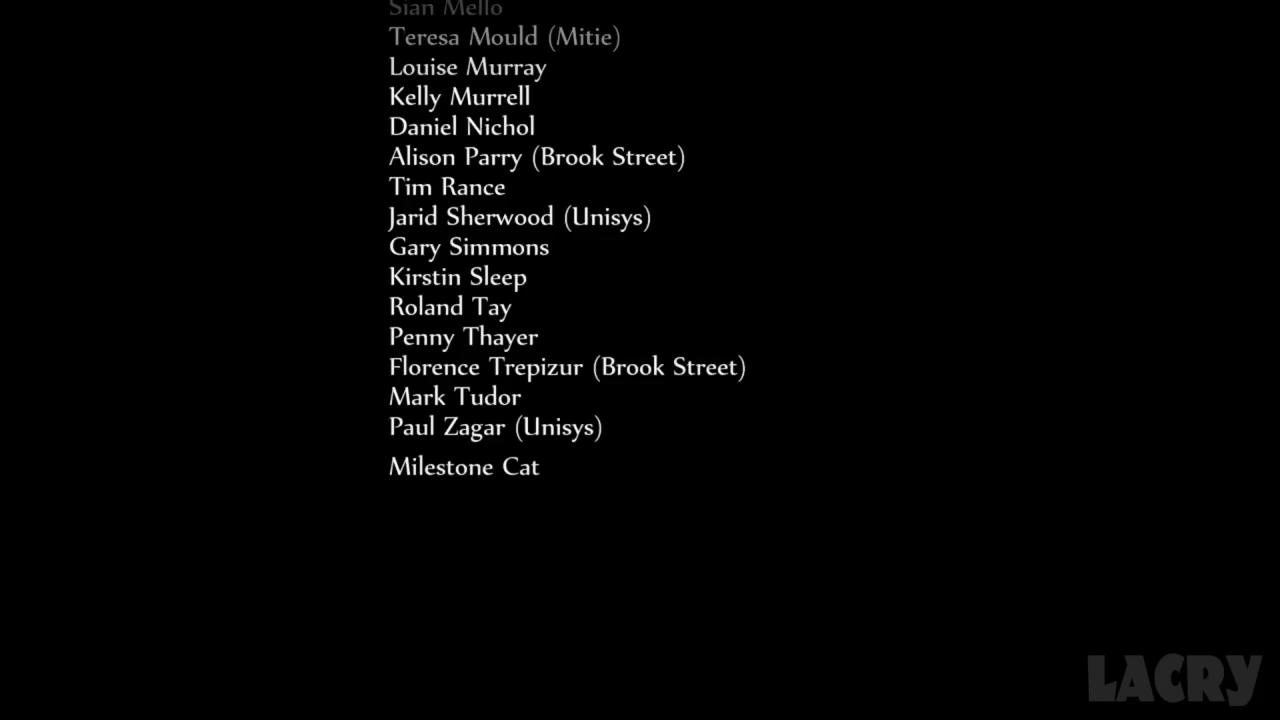 Sian Mello
Teresa Mould (Mitie)
Louise Murray
Kelly Murrell
Daniel Nichol
Alison Parry (Brook Street)
Tim Rance
Jarid Sherwood (Unisys)
Gary Simmons
Kirstin Sleep
Roland Tay
Penny Thayer
Florence Trepizur (Brook Street)
Mark Tudor
Paul Zagar (Unisys)
Milestone Cat
LACRY